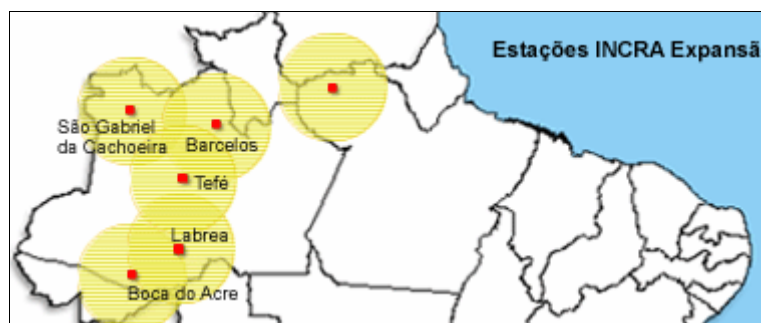 Estações INCRA Expansã
São Gabriel
da Cachoeira
Barcelos
Tefé
Labrea
Boca do Acre